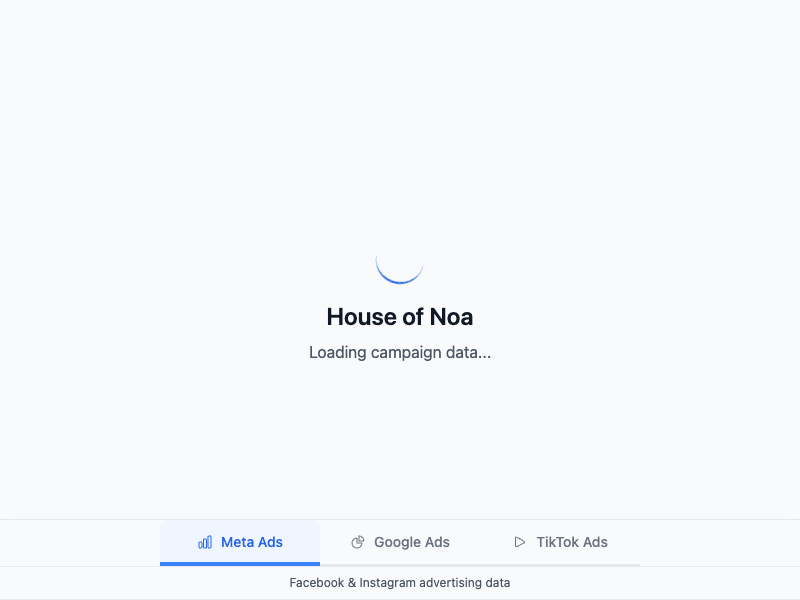 House of Noa
Loading campaign data...
Meta Ads
Google Ads
TikTok Ads
Facebook & Instagram advertising data